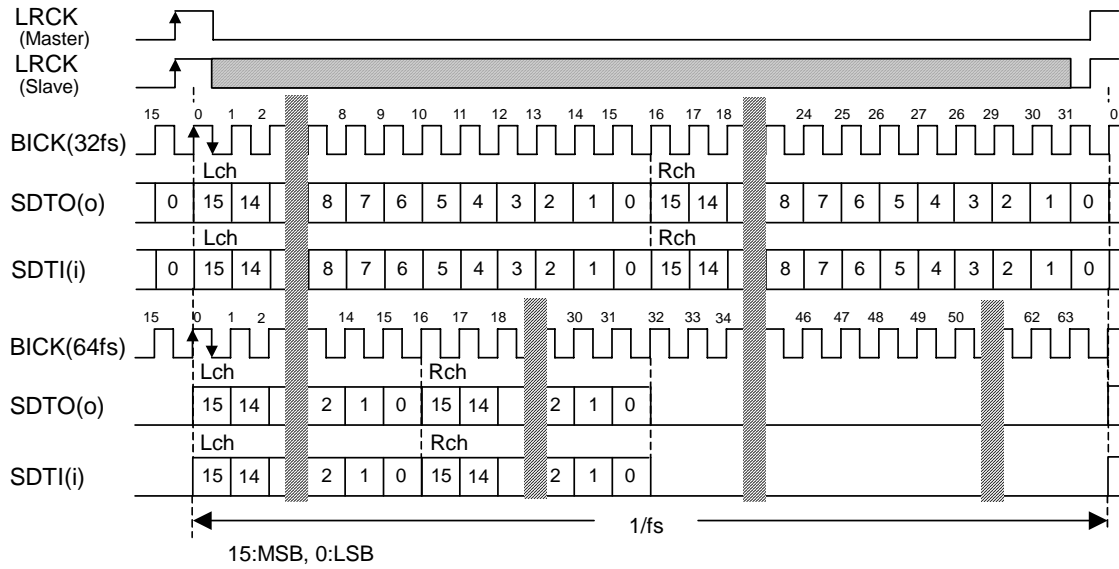 LRCK
(Master)
LRCK
(Slave)
15 0 1 2 8 9 10 11 12 13 14 15 16 17 18 24 25 26 27 26 29 30 31 0
BICK(32fs)
Lch Rch
SDTO(o) 0 15 14 8 7 6 5 4 3 2 1 0 15 14 8 7 6 5 4 3 2 1 0
Lch Rch
SDTI(i) 0 15 14 8 7 6 5 4 3 2 1 0 15 14 8 7 6 5 4 3 2 1 0
15 0 1 2 14 15 16 17 18 30 31 32 33 34 46 47 48 49 50 62 63
BICK(64fs)
Lch Rch
SDTO(o) 15 14 2 1 0 15 14 2 1 0
Lch Rch
SDTI(i) 15 14 2 1 0 15 14 2 1 0
1/fs
15:MSB, 0:LSB